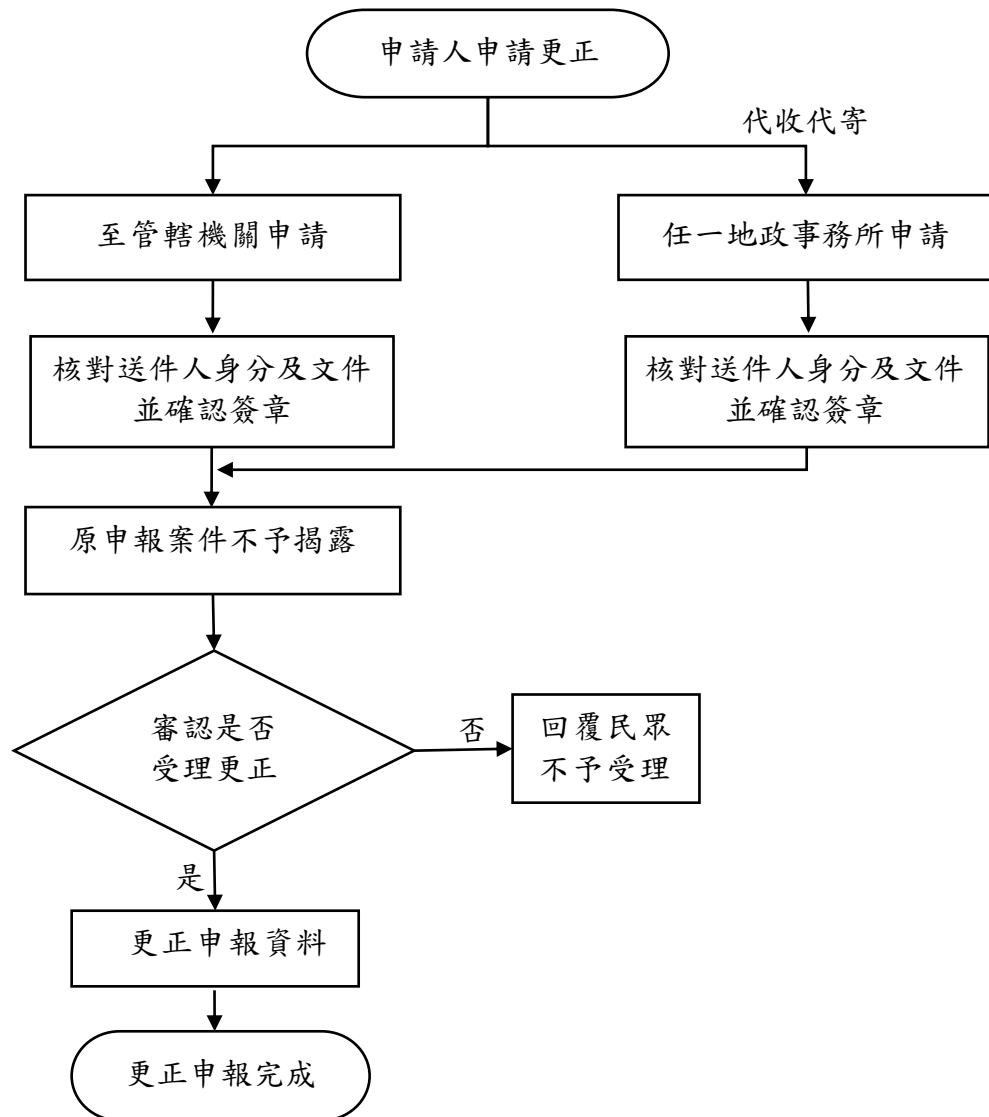 申請人申請更正
代收代寄
至管轄機關申請
任一地政事務所申請
核對送件人身分及文件
並確認簽章
核對送件人身分及文件
並確認簽章
原申報案件不予揭露
審認是否
受理更正
否
回覆民眾
不予受理
是
更正申報資料
更正申報完成